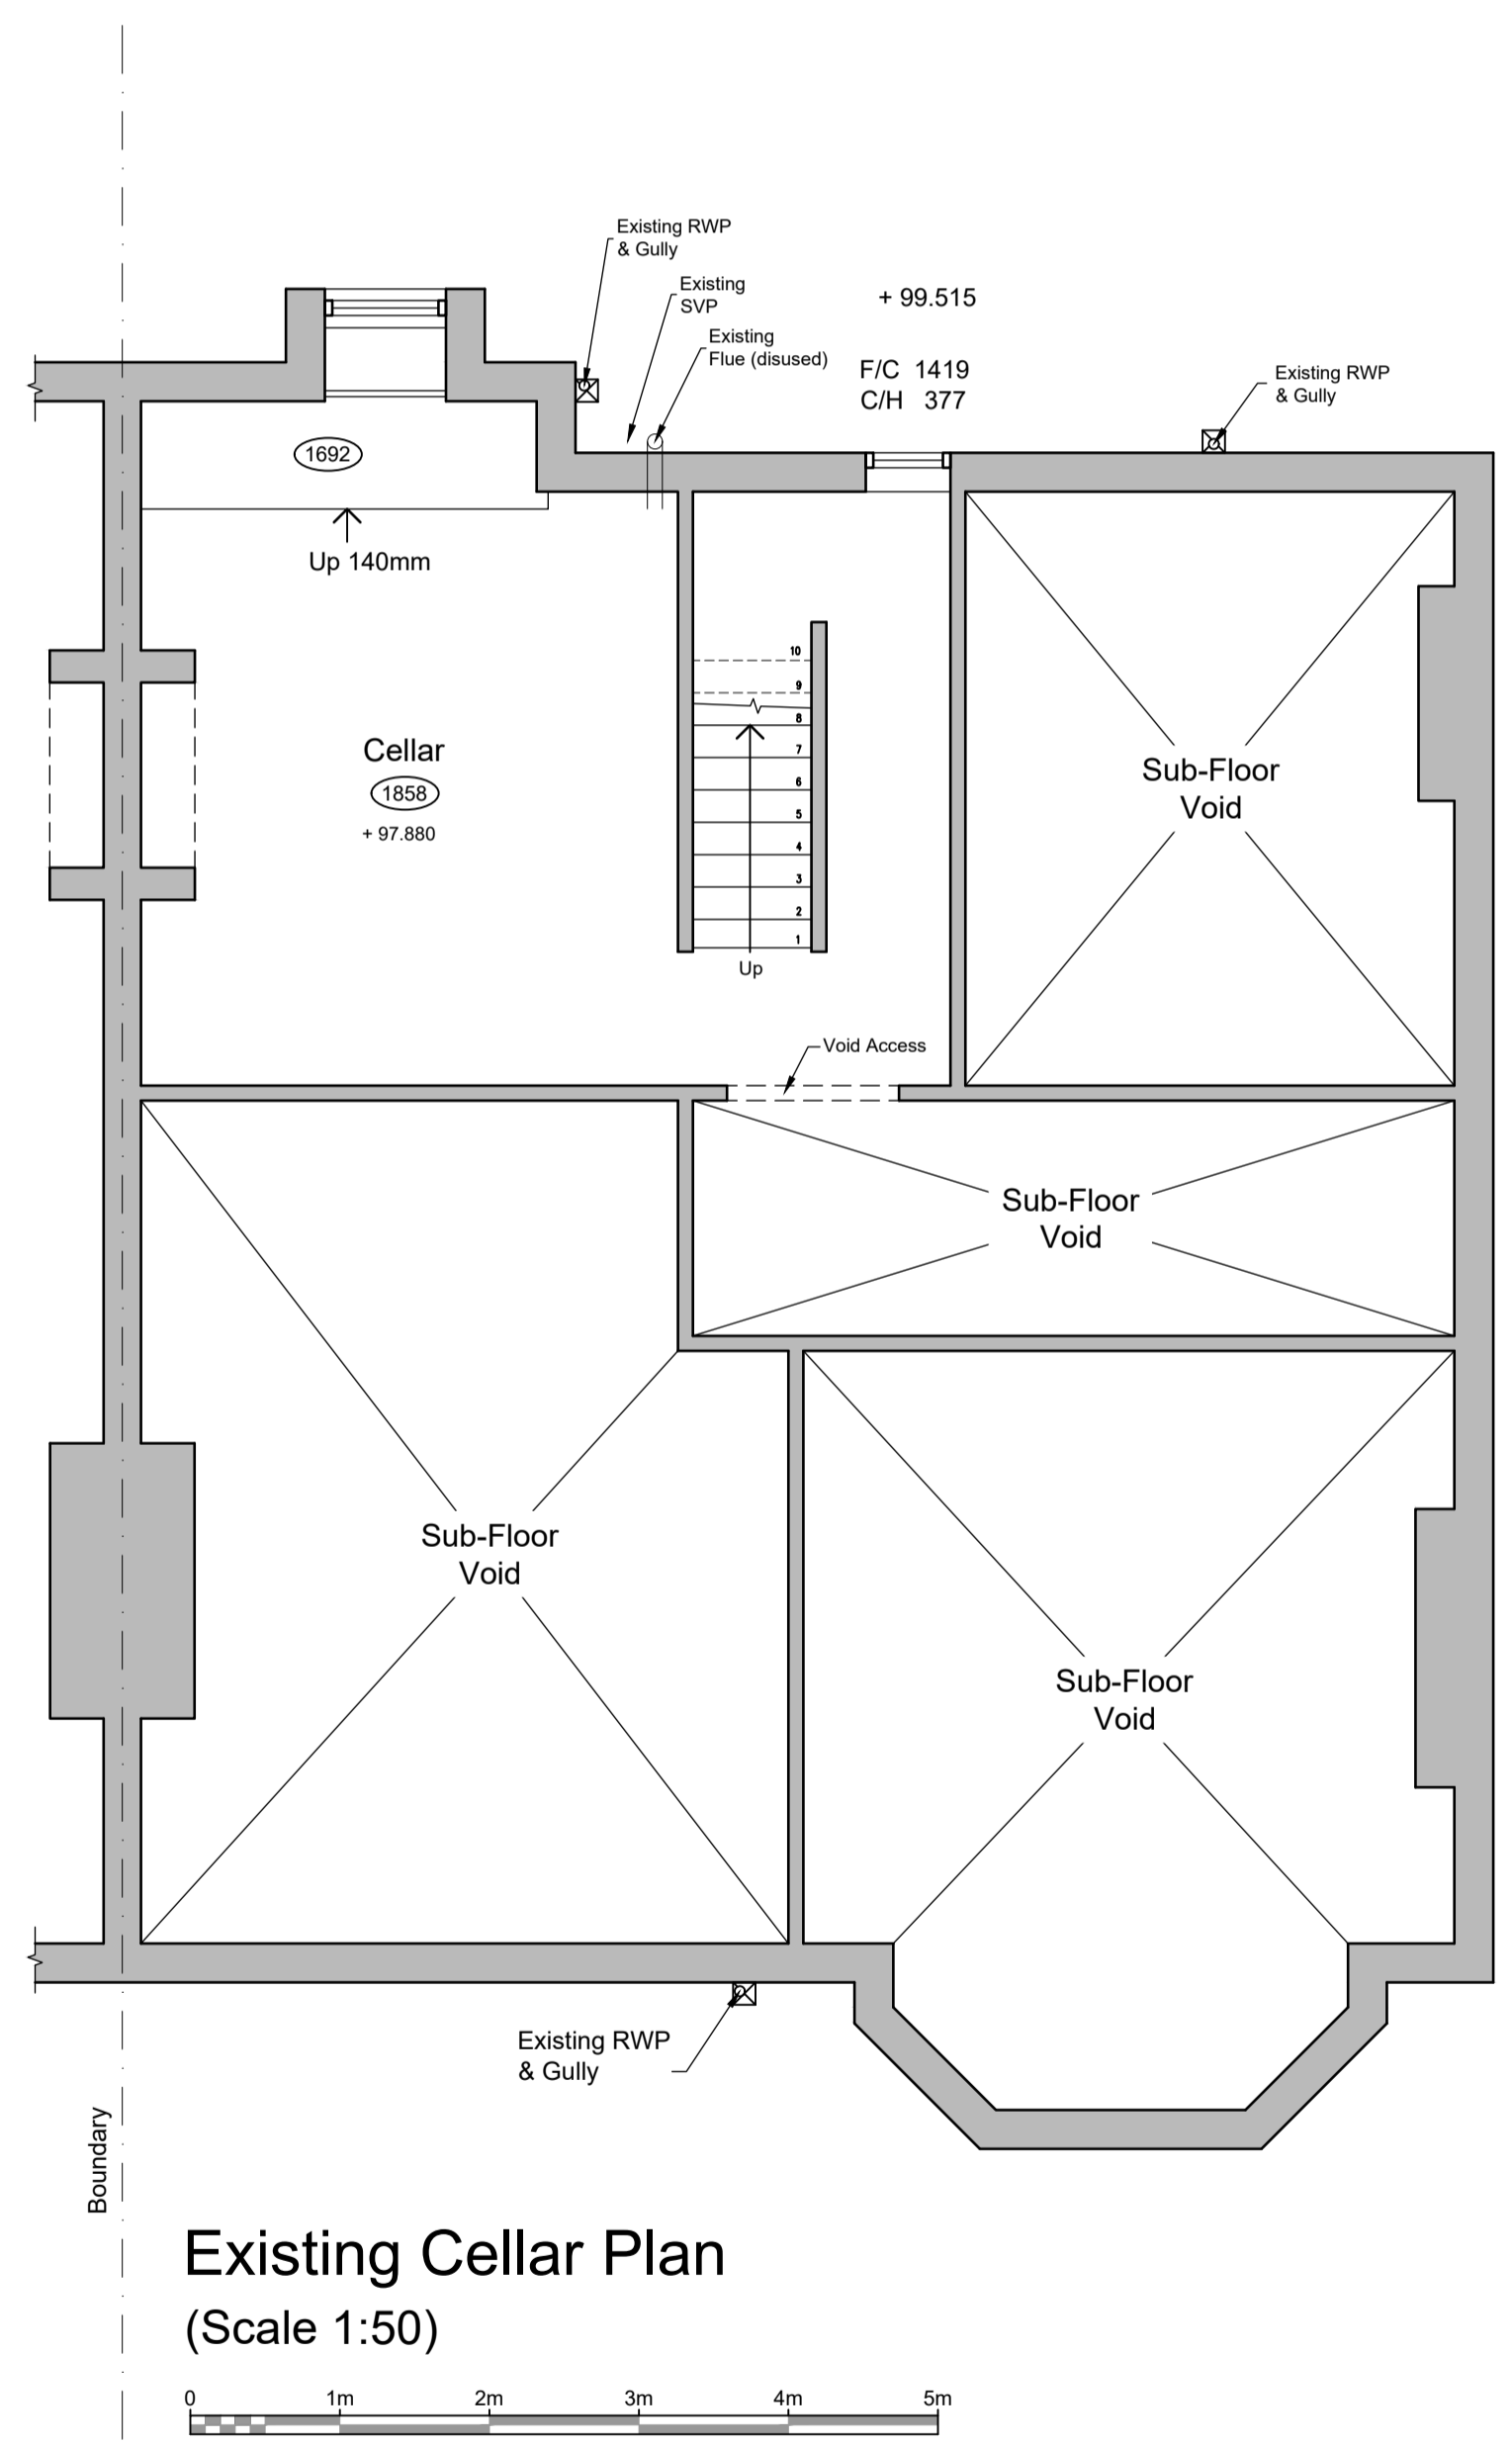 Existing RWP
& Gully
Existing
SVP
+ 99.515
Existing
Flue (disused)
F/C 1419
C/H 377
Existing RWP
& Gully
1692
Up 140mm
10
9
8
7
6
5
4
3
2
1
Up
Cellar
1858
+ 97.880
Sub-Floor
Void
Void Access
Sub-Floor
Void
Sub-Floor
Void
Sub-Floor
Void
Existing RWP
& Gully
Boundary
Existing Cellar Plan
(Scale 1:50)
0 1m 2m 3m 4m 5m